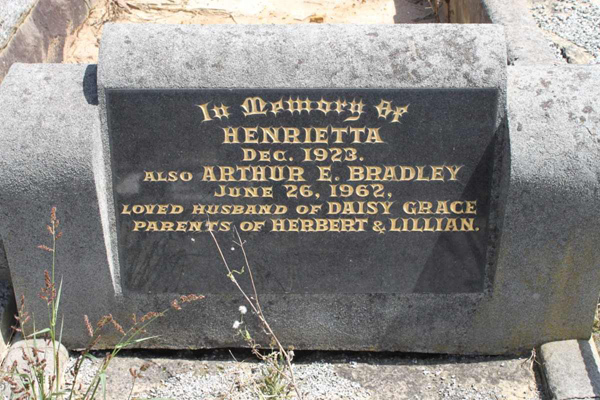 In Memory Of
HENRIETTA
DEC. 1923.
ALSO ARTHUR E. BRADLEY
JUNE 26, 1962,
LOVED HUSBAND OF DAISY GRACE
PARENTS OF HERBERT & LILLIAN.